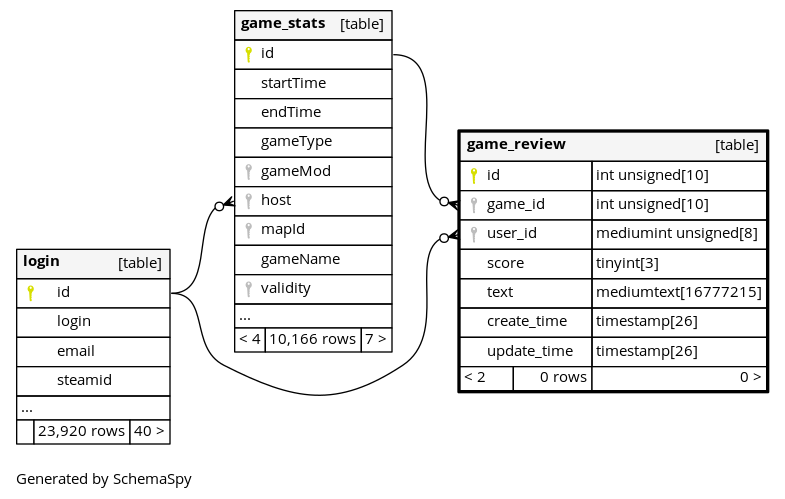 game_stats [table]
id
startTime
endTime
gameType
gameMod
host
mapId
gameName
validity
...
< 4 10,166 rows 7 >
game_review [table]
id int unsigned[10]
game_id int unsigned[10]
user_id mediumint unsigned[8]
score tinyint[3]
text mediumtext[16777215]
create_time timestamp[26]
update_time timestamp[26]
< 2 0 rows 0 >
login [table]
id
login
email
steamid
...
23,920 rows 40 >
Generated by SchemaSpy